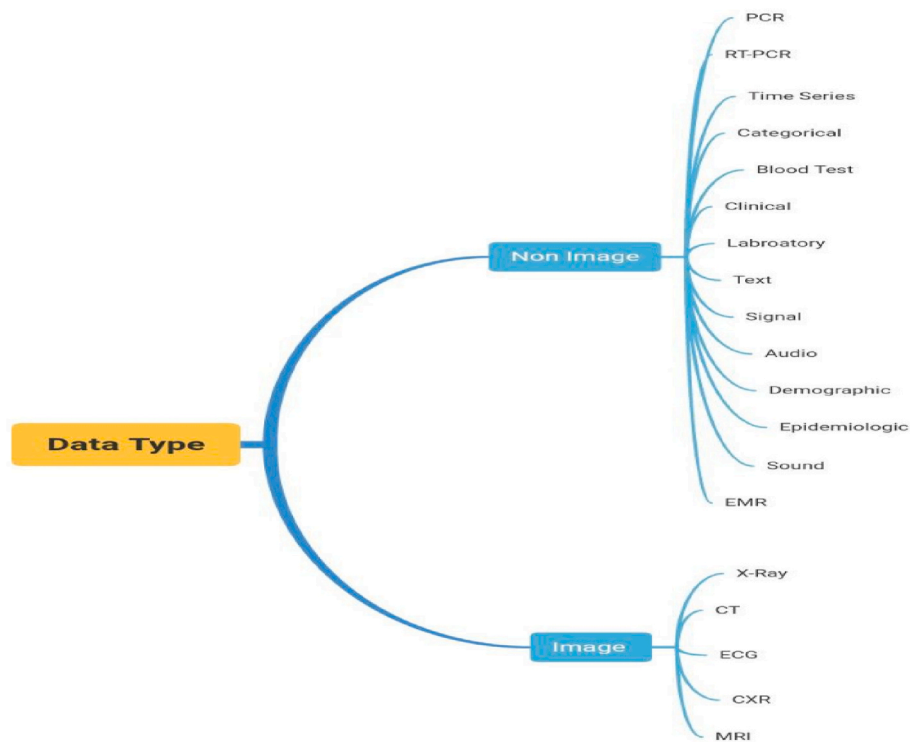 PCR
RT-PCR
Time Series
Categorical
Blood Test
Clinical
Labroatory
Non Image
Text
Signal
Audio
Demographic
Epidemiologic
Data Type
Sound
EMR
X-Ray
CT
Image
ECG
CXR
MRI